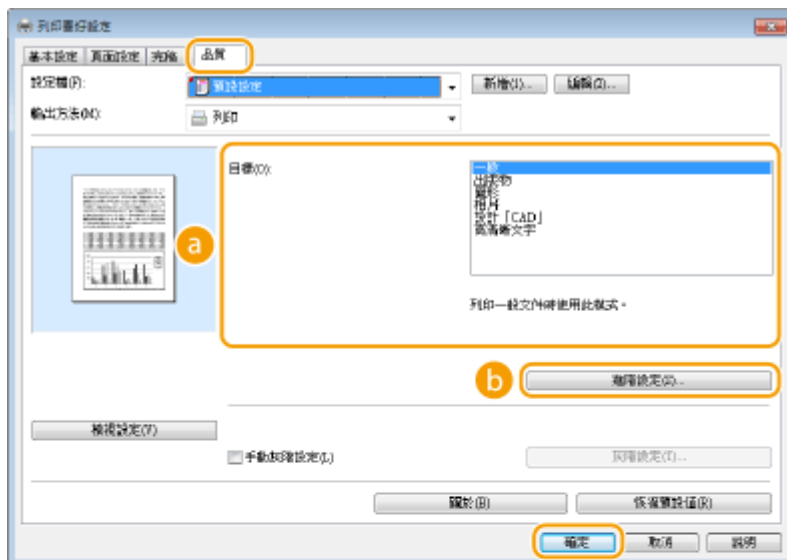 列印喜好設定
基本設定 頁面設定 完稿 品質
設定檔(F): 預設設定 新增(1)... 編輯(2)...
輸出方法(M): 列印
目標(O): 一般
出版物
圖形
相片
設計「CAD」
高清晰文字
a
列印一般文件時使用此模式。
b 進階設定(S)...
檢視設定(V)
手動灰階設定(L) 灰階設定(T)...
關於(B) 恢復預設值(R)
確定 取消 說明